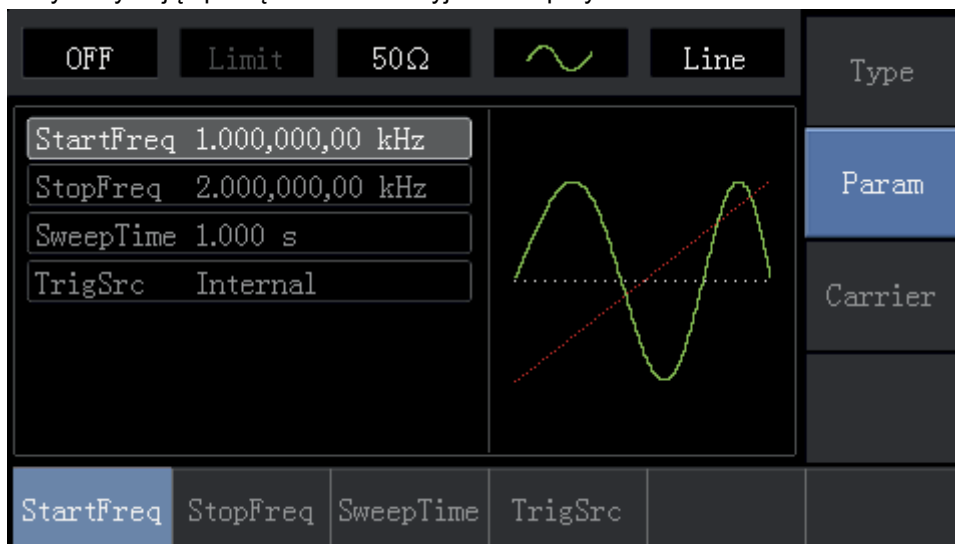 OFF Limit 50Ω Line Type
StartFreq 1.000,000,00 kHz
StopFreq 2.000,000,00 kHz
SweepTime 1.000 s
TrigSrc Internal
Param
Carrier
StartFreq StopFreq SweepTime TrigSrc